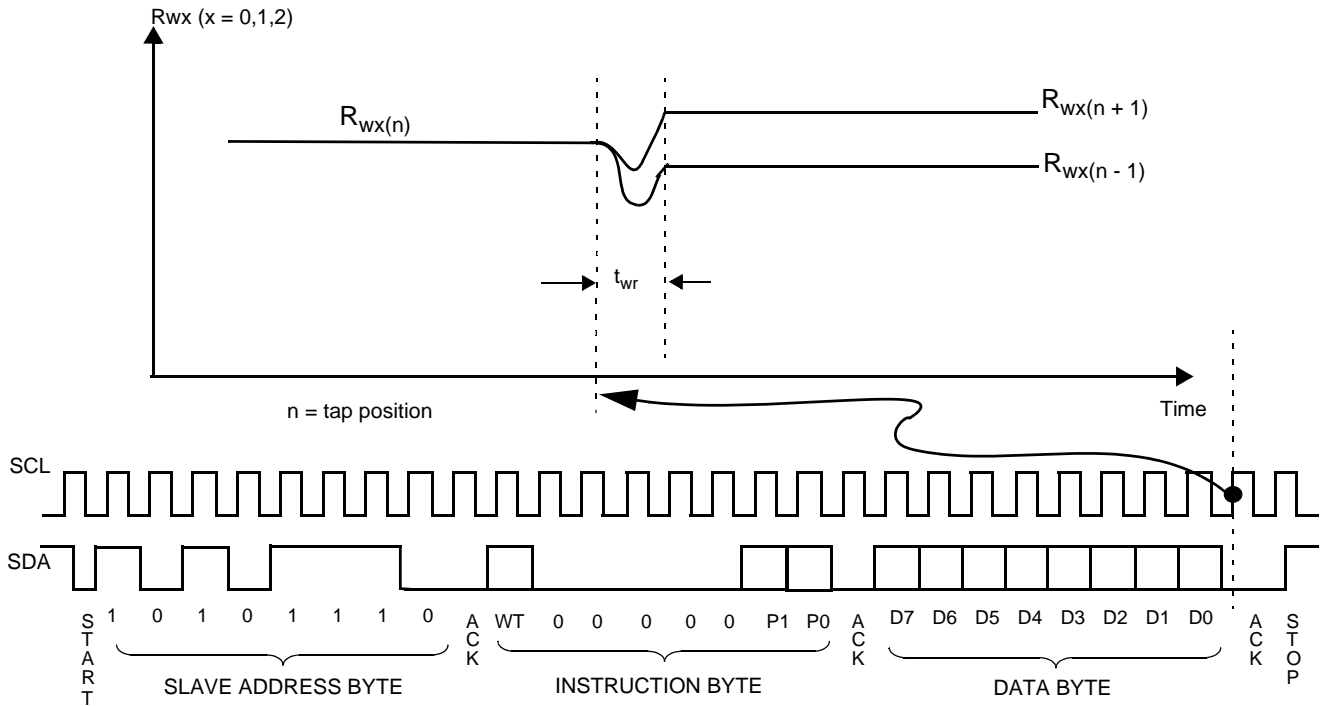 Rwx (x = 0,1,2)
Rwx(n)
Rwx(n + 1)
Rwx(n - 1)
twr
n = tap position
Time
SCL
SDA
START
1 0 1 0 1 1 1 0
ACK
WT 0 0 0 0 0 P1 P0
ACK
D7 D6 D5 D4 D3 D2 D1 D0
ACK
STOP
SLAVE ADDRESS BYTE
INSTRUCTION BYTE
DATA BYTE